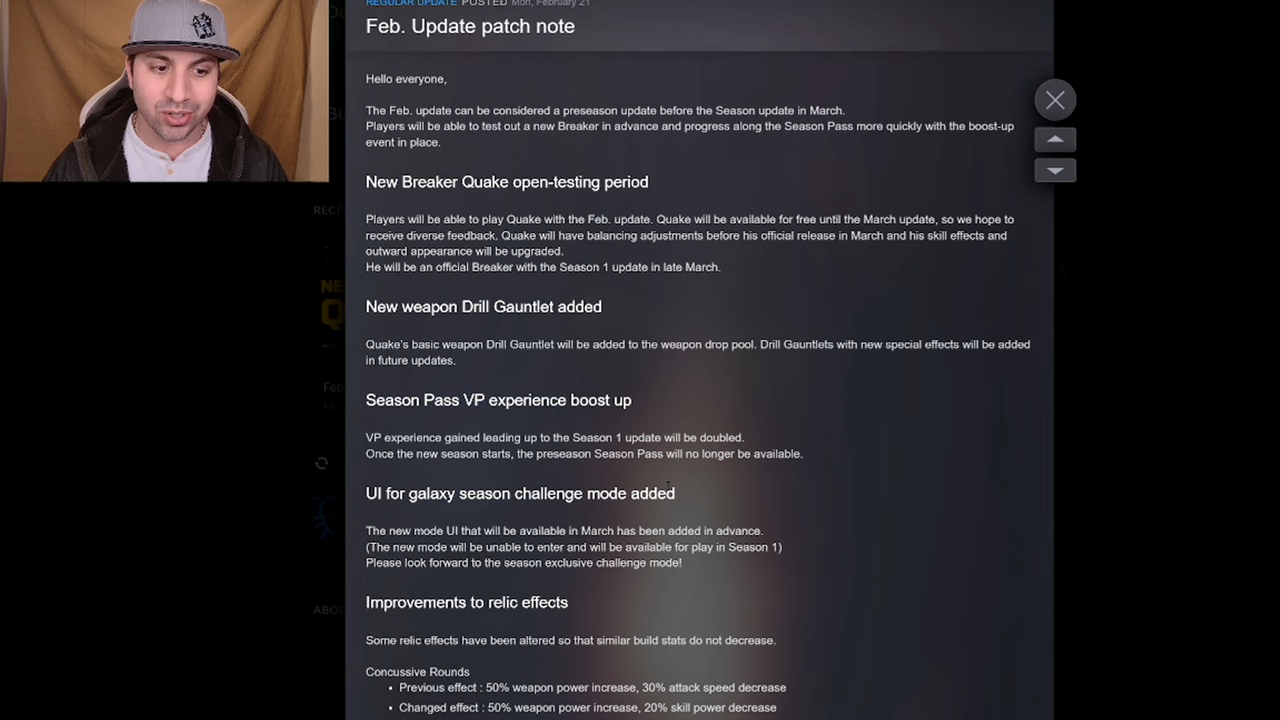 REGULAR UPDATE POSTED Mon, February 21
Feb. Update patch note
Hello everyone,
The Feb. update can be considered a preseason update before the Season update in March.
Players will be able to test out a new Breaker in advance and progress along the Season Pass more quickly with the boost-up
event in place.
New Breaker Quake open-testing period
Players will be able to play Quake with the Feb. update. Quake will be available for free until the March update, so we hope to
receive diverse feedback. Quake will have balancing adjustments before his official release in March and his skill effects and
outward appearance will be upgraded.
He will be an official Breaker with the Season 1 update in late March.
New weapon Drill Gauntlet added
Quake's basic weapon Drill Gauntlet will be added to the weapon drop pool. Drill Gauntlets with new special effects will be added
in future updates.
Season Pass VP experience boost up
VP experience gained leading up to the Season 1 update will be doubled.
Once the new season starts, the preseason Season Pass will no longer be available.
UI for galaxy season challenge mode added
The new mode UI that will be available in March has been added in advance.
(The new mode will be unable to enter and will be available for play in Season 1)
Please look forward to the season exclusive challenge mode!
Improvements to relic effects
Some relic effects have been altered so that similar build stats do not decrease.
Concussive Rounds
• Previous effect : 50% weapon power increase, 30% attack speed decrease
• Changed effect : 50% weapon power increase, 20% skill power decrease
REC
NE
Q
Feb
ABOU